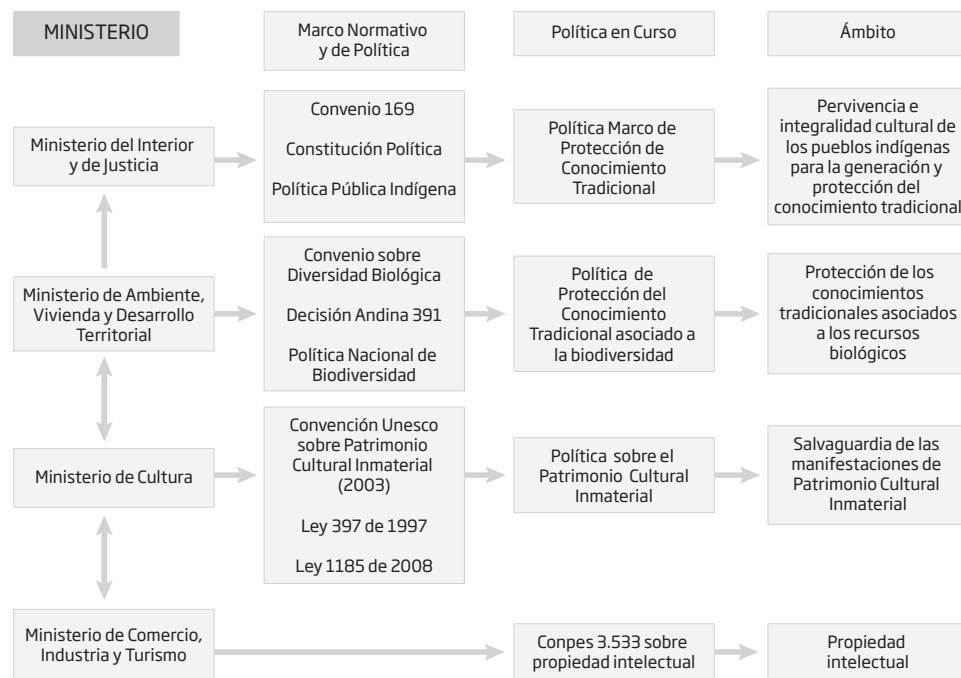 MINISTERIO
Marco Normativo
y de Política
Política en Curso
Ámbito
Ministerio del Interior
y de Justicia
Convenio 169
Constitución Política
Política Pública Indígena
Política Marco de
Protección de
Conocimiento
Tradicional
Pervivencia e
integralidad cultural de
los pueblos indígenas
para la generación y
protección del
conocimiento tradicional
Ministerio de Ambiente,
Vivienda y Desarrollo
Territorial
Convenio sobre
Diversidad Biológica
Decisión Andina 391
Política Nacional de
Biodiversidad
Política de
Protección del
Conocimiento
Tradicional asociado a
la biodiversidad
Protección de los
conocimientos
tradicionales asociados
a los recursos
biológicos
Ministerio de Cultura
Convención Unesco
sobre Patrimonio
Cultural Inmaterial
(2003)
Ley 397 de 1997
Ley 1185 de 2008
Política sobre el
Patrimonio Cultural
Inmaterial
Salvaguardia de las
manifestaciones de
Patrimonio Cultural
Inmaterial
Ministerio de Comercio,
Industria y Turismo
Conpes 3.533 sobre
propiedad intelectual
Propiedad
intelectual